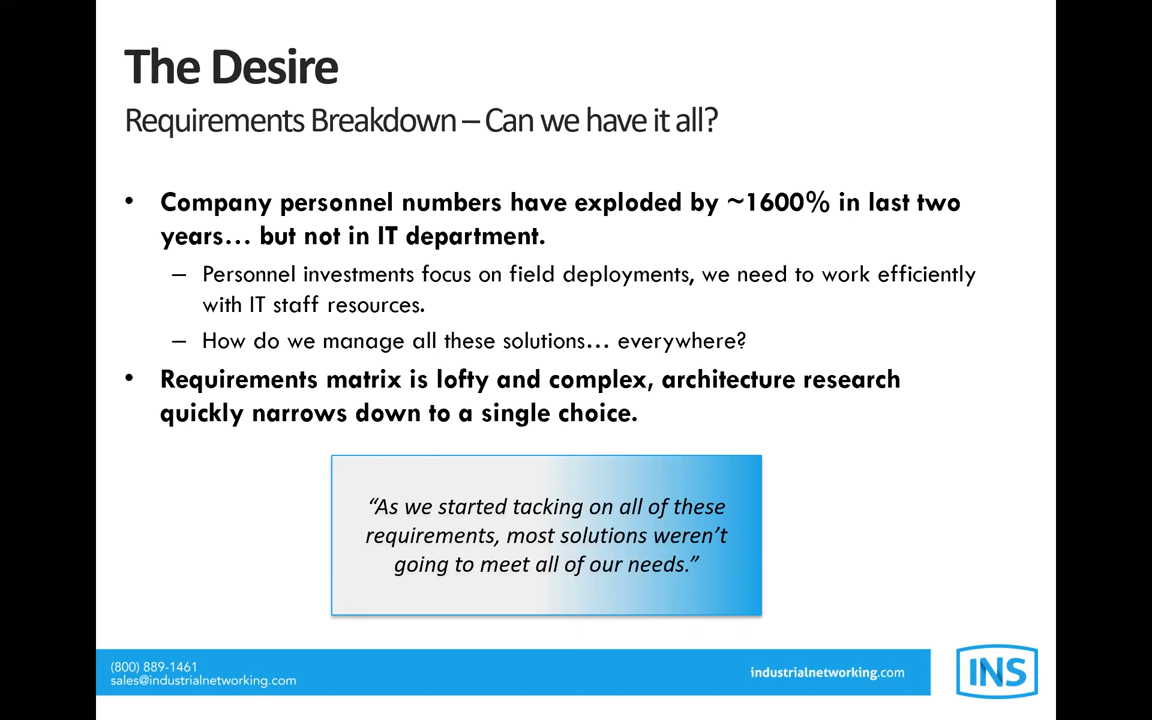 The Desire
Requirements Breakdown – Can we have it all?
• Company personnel numbers have exploded by ~1600% in last two
years… but not in IT department.
– Personnel investments focus on field deployments, we need to work efficiently
with IT staff resources.
– How do we manage all these solutions… everywhere?
• Requirements matrix is lofty and complex, architecture research
quickly narrows down to a single choice.
“As we started tacking on all of these
requirements, most solutions weren’t
going to meet all of our needs.”
(800) 889-1461
sales@industrialnetworking.com
industrialnetworking.com
INS